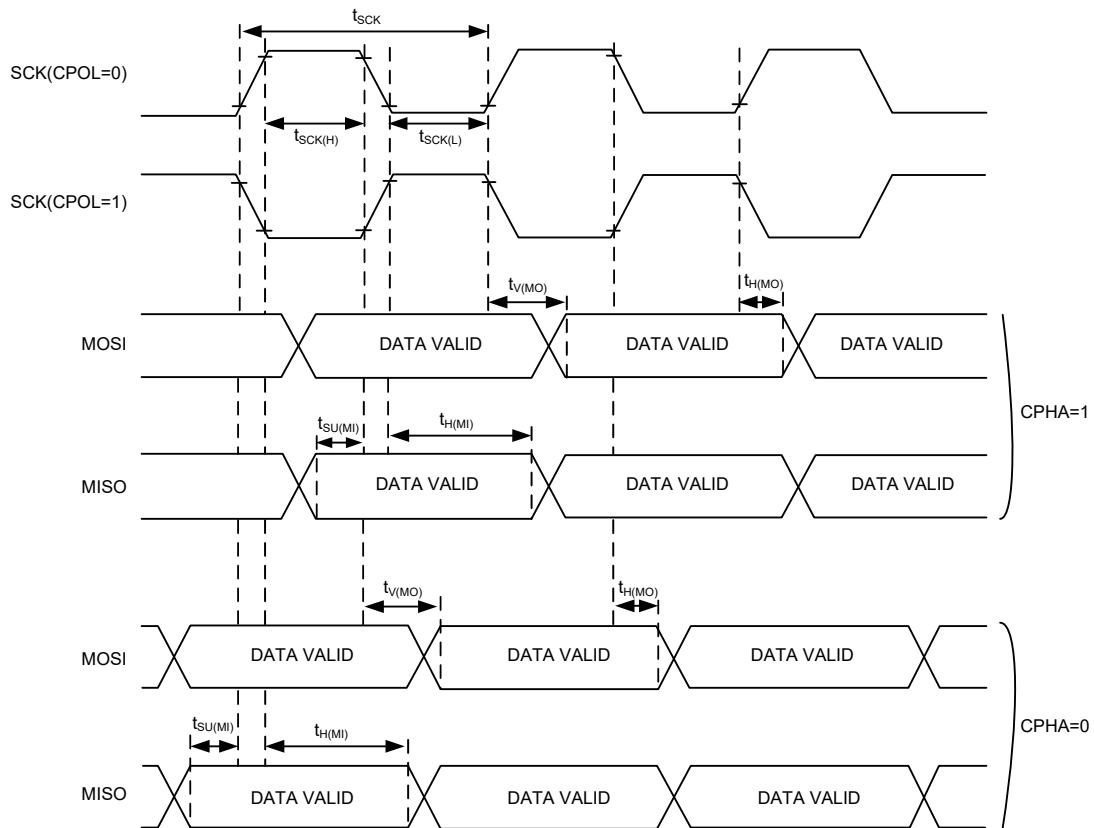 tSCK
SCK(CPOL=0)
tSCK(H) tSCK(L)
SCK(CPOL=1)
tV(MO) tH(MO)
MOSI DATA VALID DATA VALID DATA VALID
CPHA=1
tSU(MI) tH(MI)
MISO DATA VALID DATA VALID DATA VALID
tV(MO) tH(MO)
MOSI DATA VALID DATA VALID DATA VALID
CPHA=0
tSU(MI) tH(MI)
MISO DATA VALID DATA VALID DATA VALID